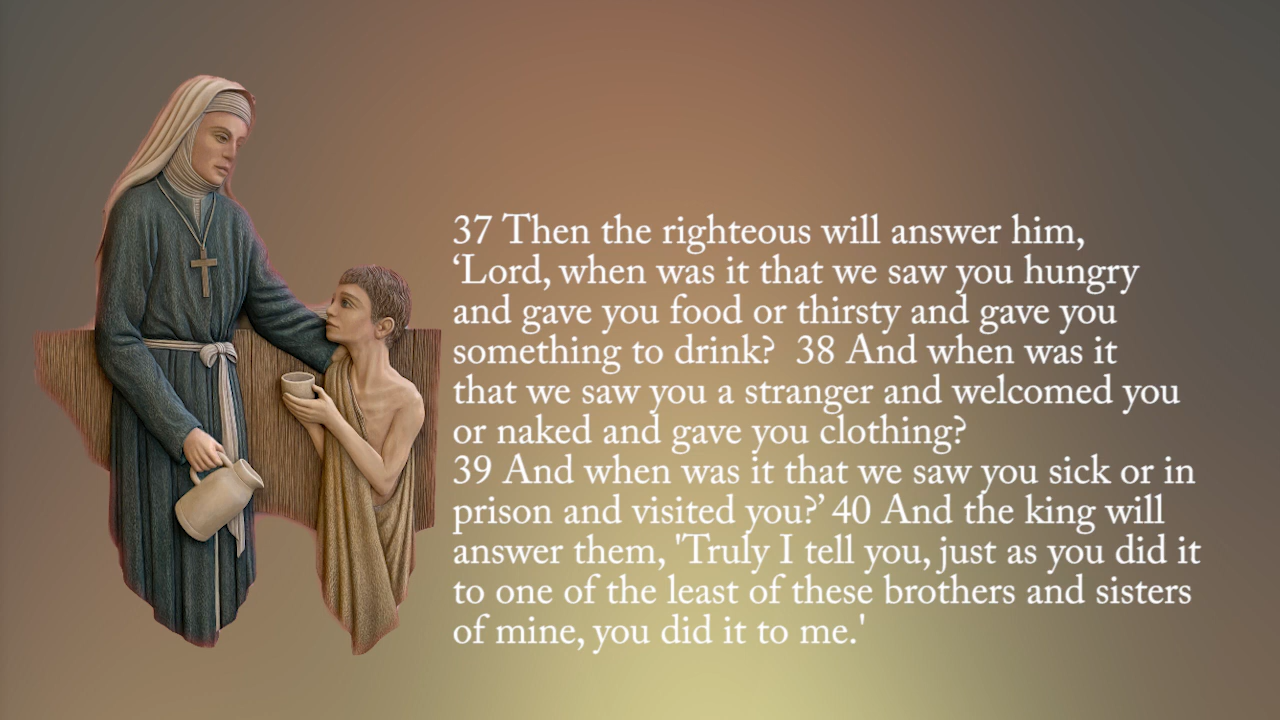 37 Then the righteous will answer him,
‘Lord, when was it that we saw you hungry
and gave you food or thirsty and gave you
something to drink?  38 And when was it
that we saw you a stranger and welcomed you
or naked and gave you clothing?
39 And when was it that we saw you sick or in
prison and visited you?’ 40 And the king will
answer them, 'Truly I tell you, just as you did it
to one of the least of these brothers and sisters
of mine, you did it to me.'